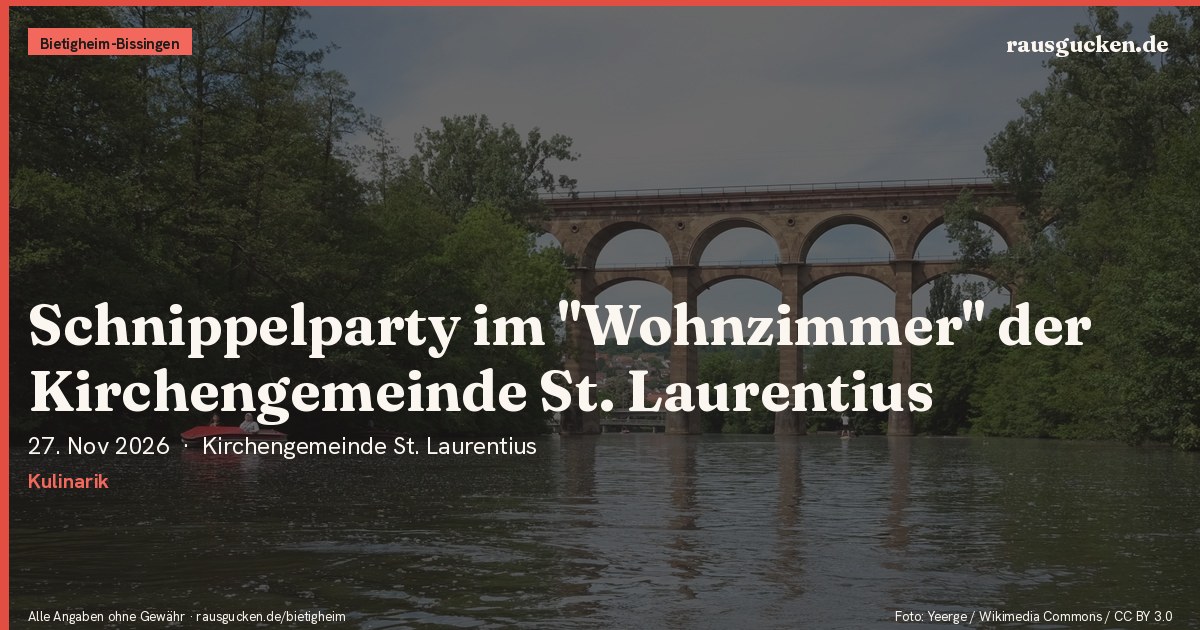 Bietigheim-Bissingen
rausgucken.de
Schnippelparty im "Wohnzimmer" der
Kirchengemeinde St. Laurentius
27. Nov 2026 · Kirchengemeinde St. Laurentius
Kulinarik
Alle Angaben ohne Gewähr · rausgucken.de/bietigheim
Foto: Yeerge / Wikimedia Commons / CC BY 3.0